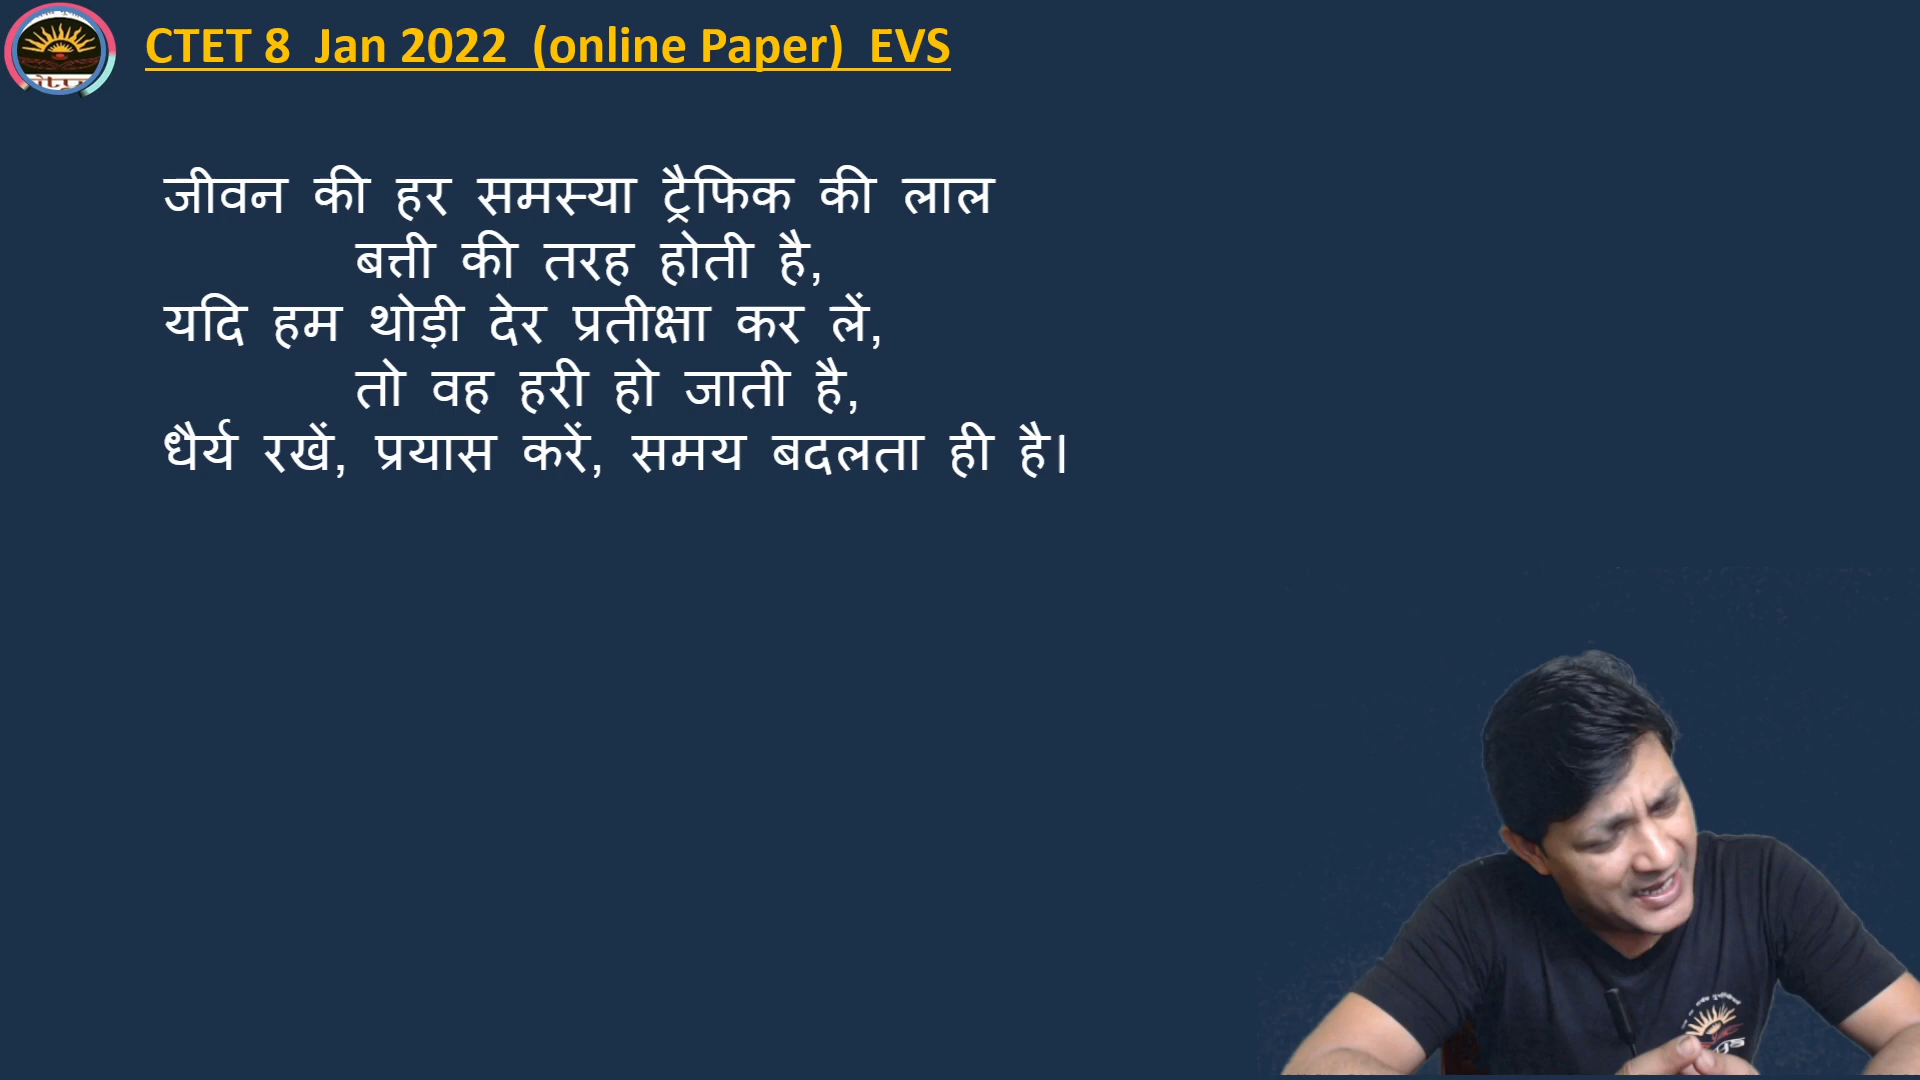 CTET 8 Jan 2022 (online Paper) EVS
जीवन की हर समस्या ट्रैफिक की लाल
बत्ती की तरह होती है,
यदि हम थोड़ी देर प्रतीक्षा कर लें,
तो वह हरी हो जाती है,
धैर्य रखें, प्रयास करें, समय बदलता ही है।